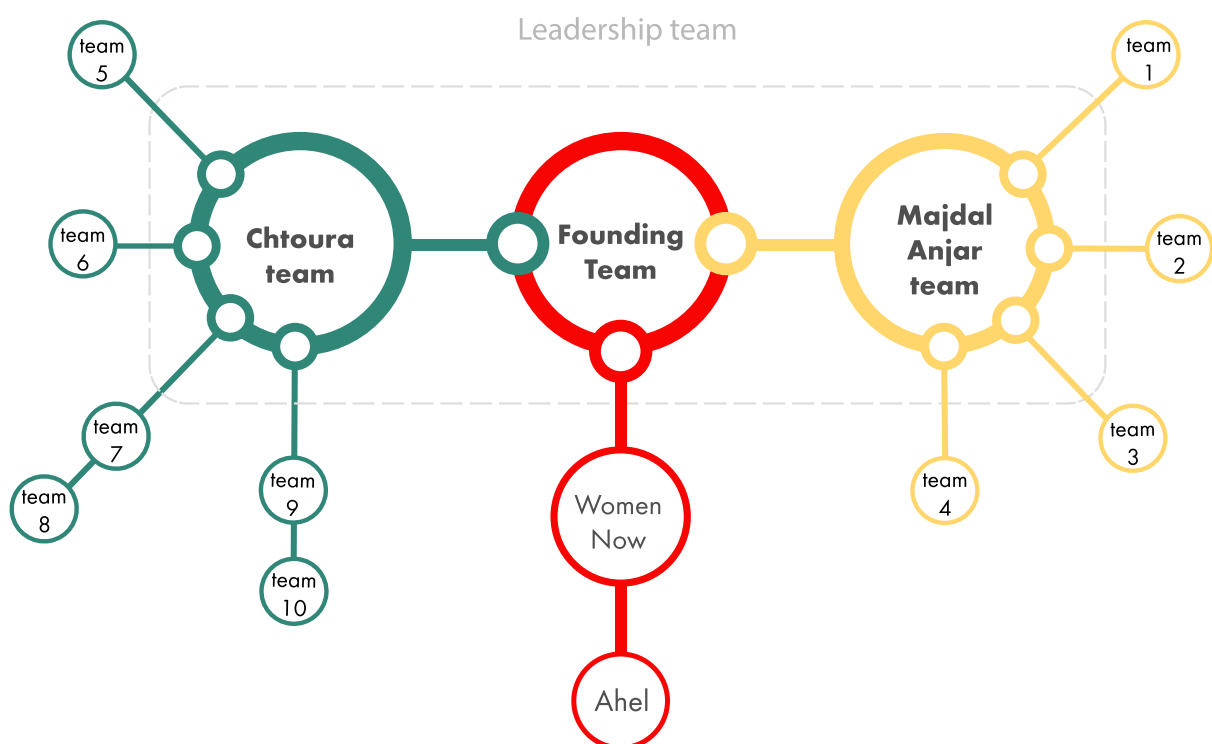 Leadership team
team
5
team
1
team
6
Chtoura
team
Founding
Team
Majdal
Anjar
team
team
2
team
7
team
8
team
9
team
10
Women
Now
Ahel
team
4
team
3